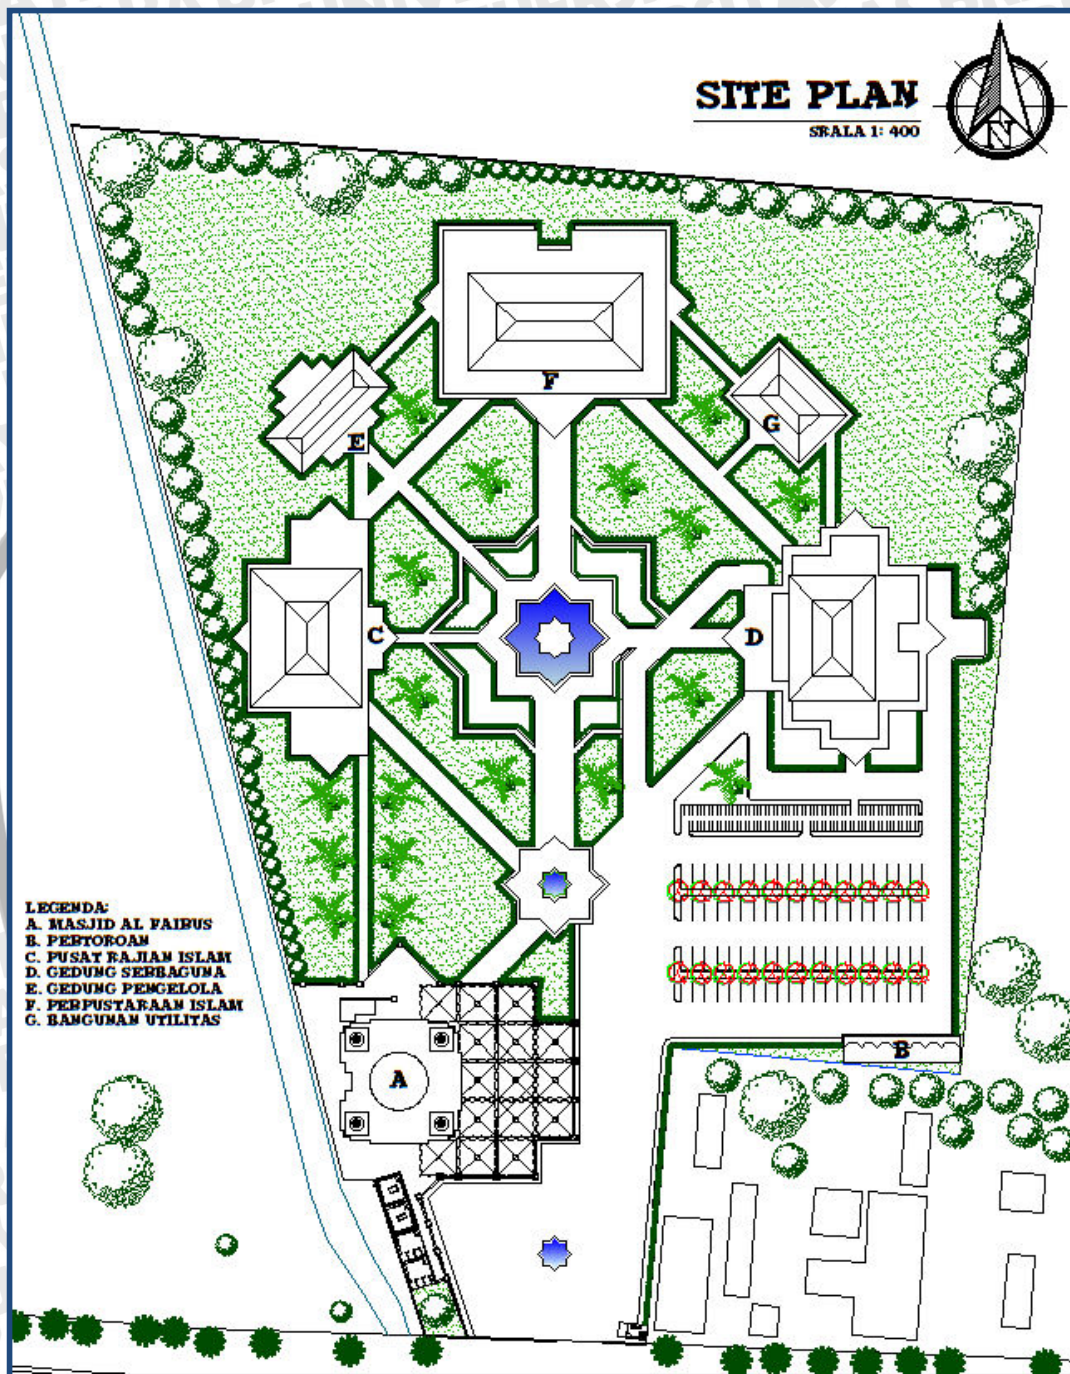 SITE PLAN
SKALA 1: 400
N
F
E
G
C
D
LEGENDA:
A. MASJID AL FAIRUS
B. PERTOKOAN
C. PUSAT KAJIAN ISLAM
D. GEDUNG SERBAGUNA
E. GEDUNG PENGELOLA
F. PERPUSTAKAAN ISLAM
G. BANGUNAN UTILITAS
B
A